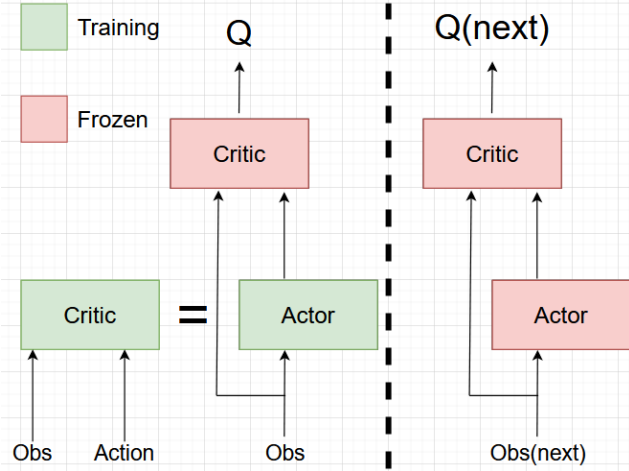 Training
Q
Q(next)
Frozen
Critic
Critic
Critic
=
Actor
Actor
Obs
Action
Obs
Obs(next)